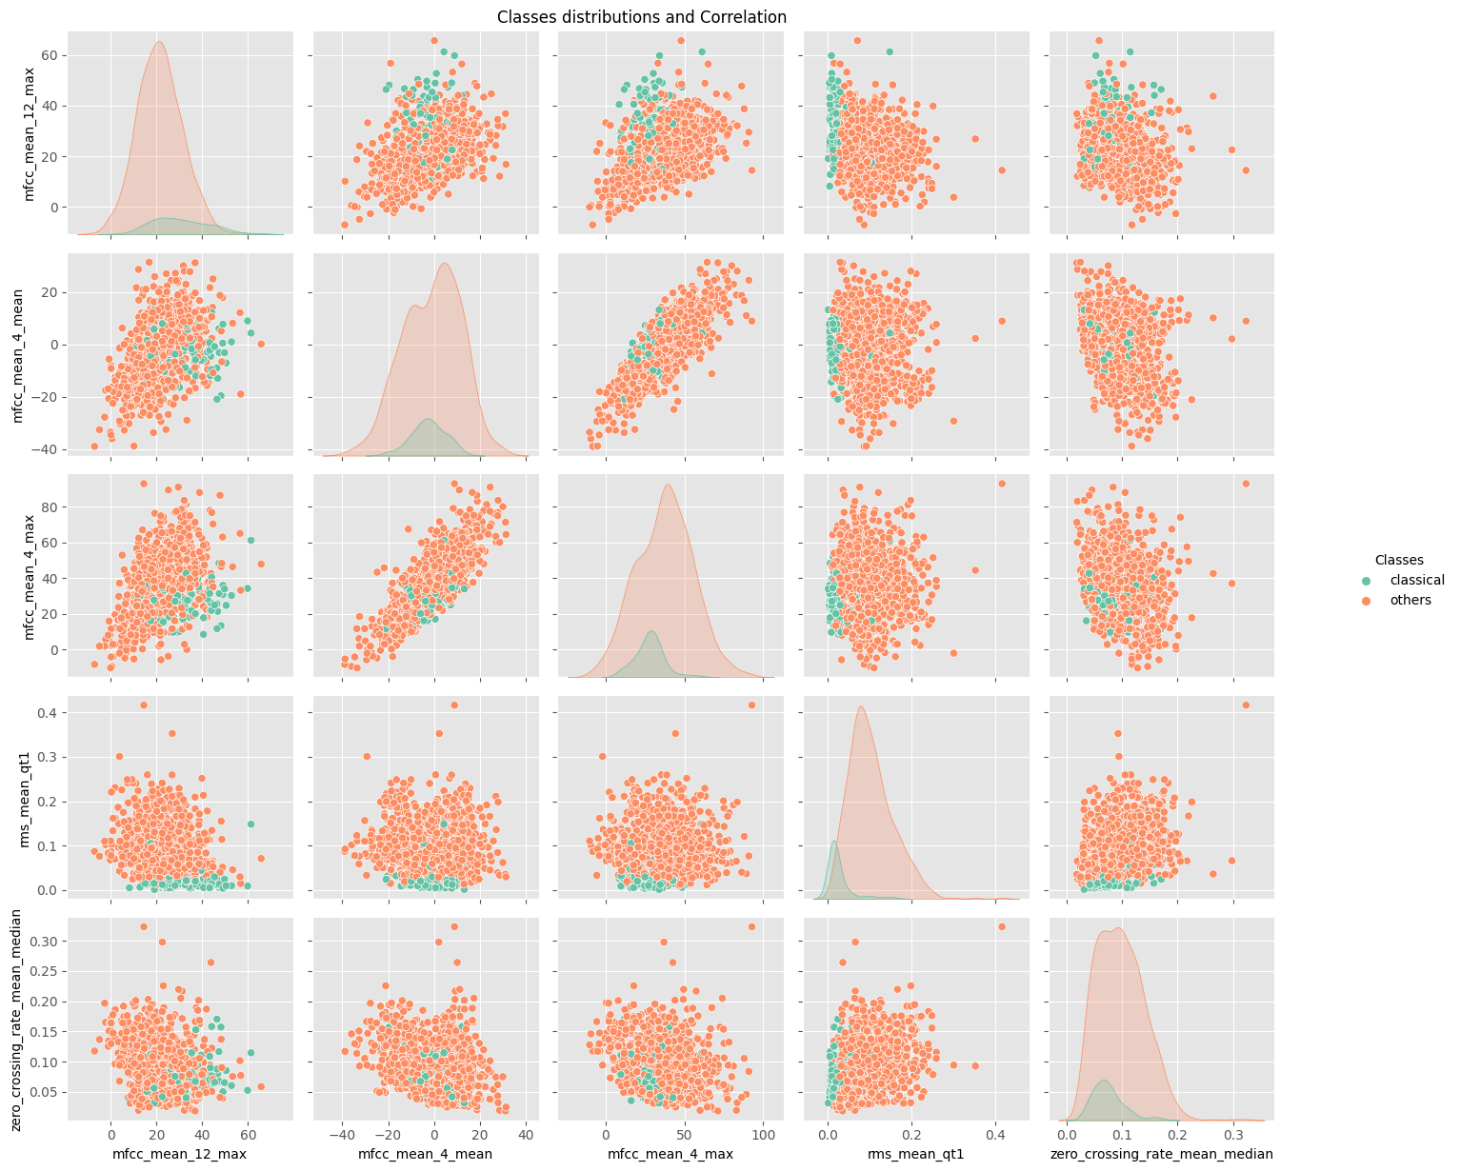 Classes distributions and Correlation
mfcc_mean_12_max
60
40
20
0
mfcc_mean_4_mean
20
0
−20
−40
mfcc_mean_4_max
80
60
40
20
0
rms_mean_qt1
0.4
0.3
0.2
0.1
0.0
zero_crossing_rate_mean_median
0.30
0.25
0.20
0.15
0.10
0.05
0 20 40 60
mfcc_mean_12_max
−40 −20 0 20 40
mfcc_mean_4_mean
0 50 100
mfcc_mean_4_max
0.0 0.2 0.4
rms_mean_qt1
0.0 0.1 0.2 0.3
zero_crossing_rate_mean_median
Classes
classical
others